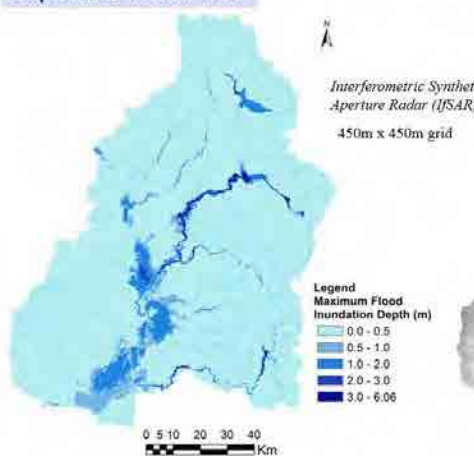 N
Interferometric
Aperture Radar (IfSAR
450m x 450m grid
Legend
Maximum Flood
Inundation Depth (m)
0.0 - 0.5
0.5 - 1.0
1.0 - 2.0
2.0 - 3.0
3.0 - 6.06
0 5 10 20 30 40
Km